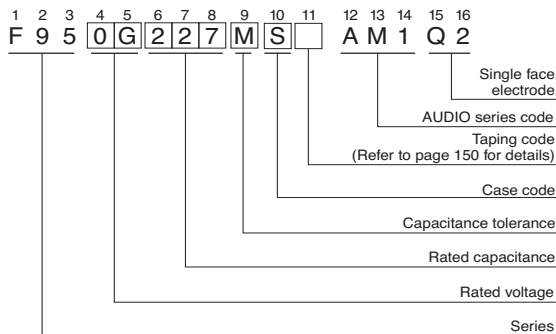 1 2 3 4 5 6 7 8 9 10 11 12 13 14 15 16
F 9 5 0 G 2 2 7 M S A M 1 Q 2
Single face
electrode
AUDIO series code
Taping code
(Refer to page 150 for details)
Case code
Capacitance tolerance
Rated capacitance
Rated voltage
Series